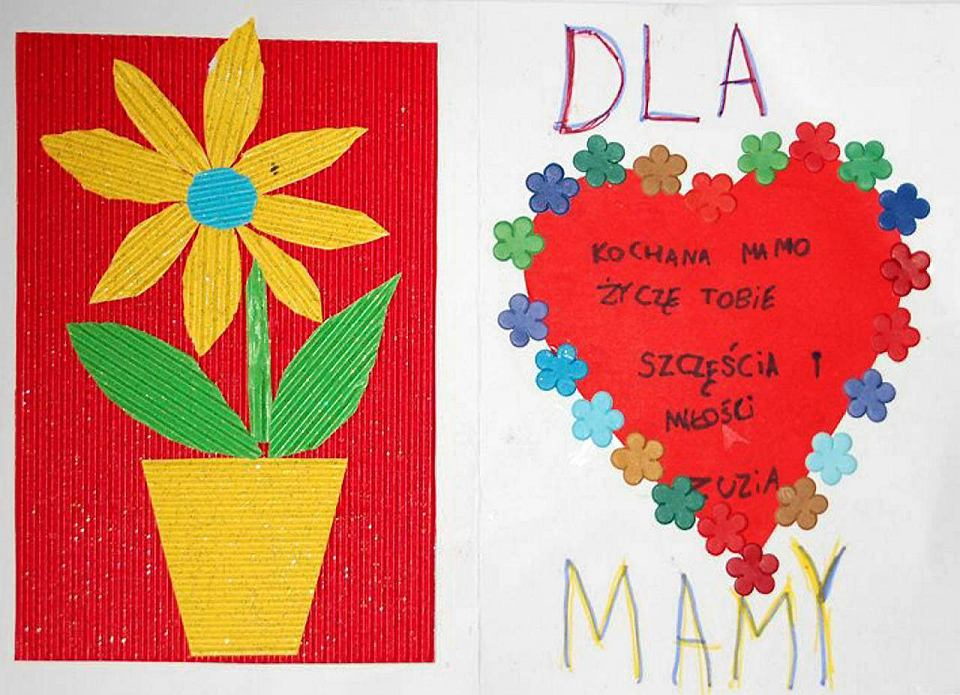 DLA
KOCHANA MAMO
ŻYCZĘ TOBIE
SZCZĘŚCIA I
MIŁOŚCI
ZUZIA
MAMY